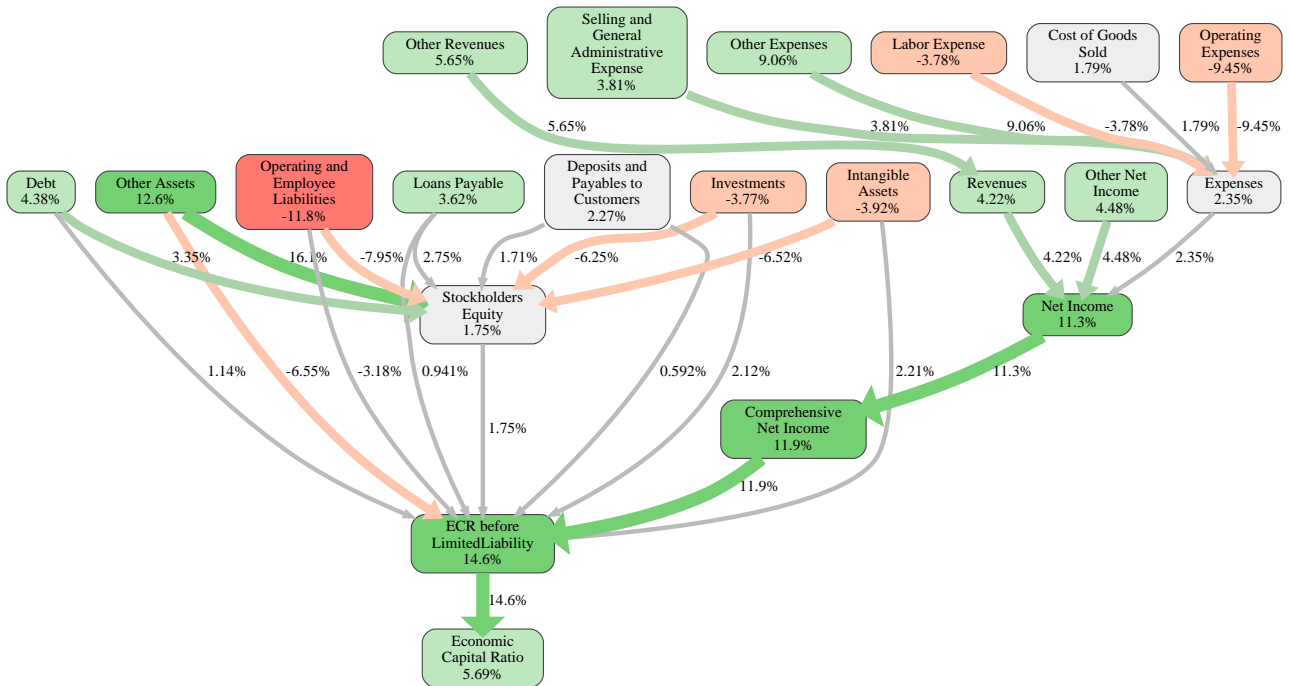 Other Revenues
5.65%
Selling and
General
Administrative
Expense
3.81%
Other Expenses
9.06%
Labor Expense
-3.78%
Cost of Goods
Sold
1.79%
Operating
Expenses
-9.45%
5.65%
3.81%
9.06%
-3.78%
1.79%
-9.45%
Debt
4.38%
Other Assets
12.6%
Operating and
Employee
Liabilities
-11.8%
Loans Payable
3.62%
Deposits and
Payables to
Customers
2.27%
Investments
-3.77%
Intangible
Assets
-3.92%
Revenues
4.22%
Other Net
Income
4.48%
Expenses
2.35%
3.35%
16.1%
-7.95%
2.75%
1.71%
-6.25%
-6.52%
4.22%
4.48%
2.35%
Stockholders
Equity
1.75%
Net Income
11.3%
1.14%
-6.55%
-3.18%
0.941%
0.592%
2.12%
2.21%
11.3%
1.75%
Comprehensive
Net Income
11.9%
11.9%
ECR before
LimitedLiability
14.6%
14.6%
Economic
Capital Ratio
5.69%